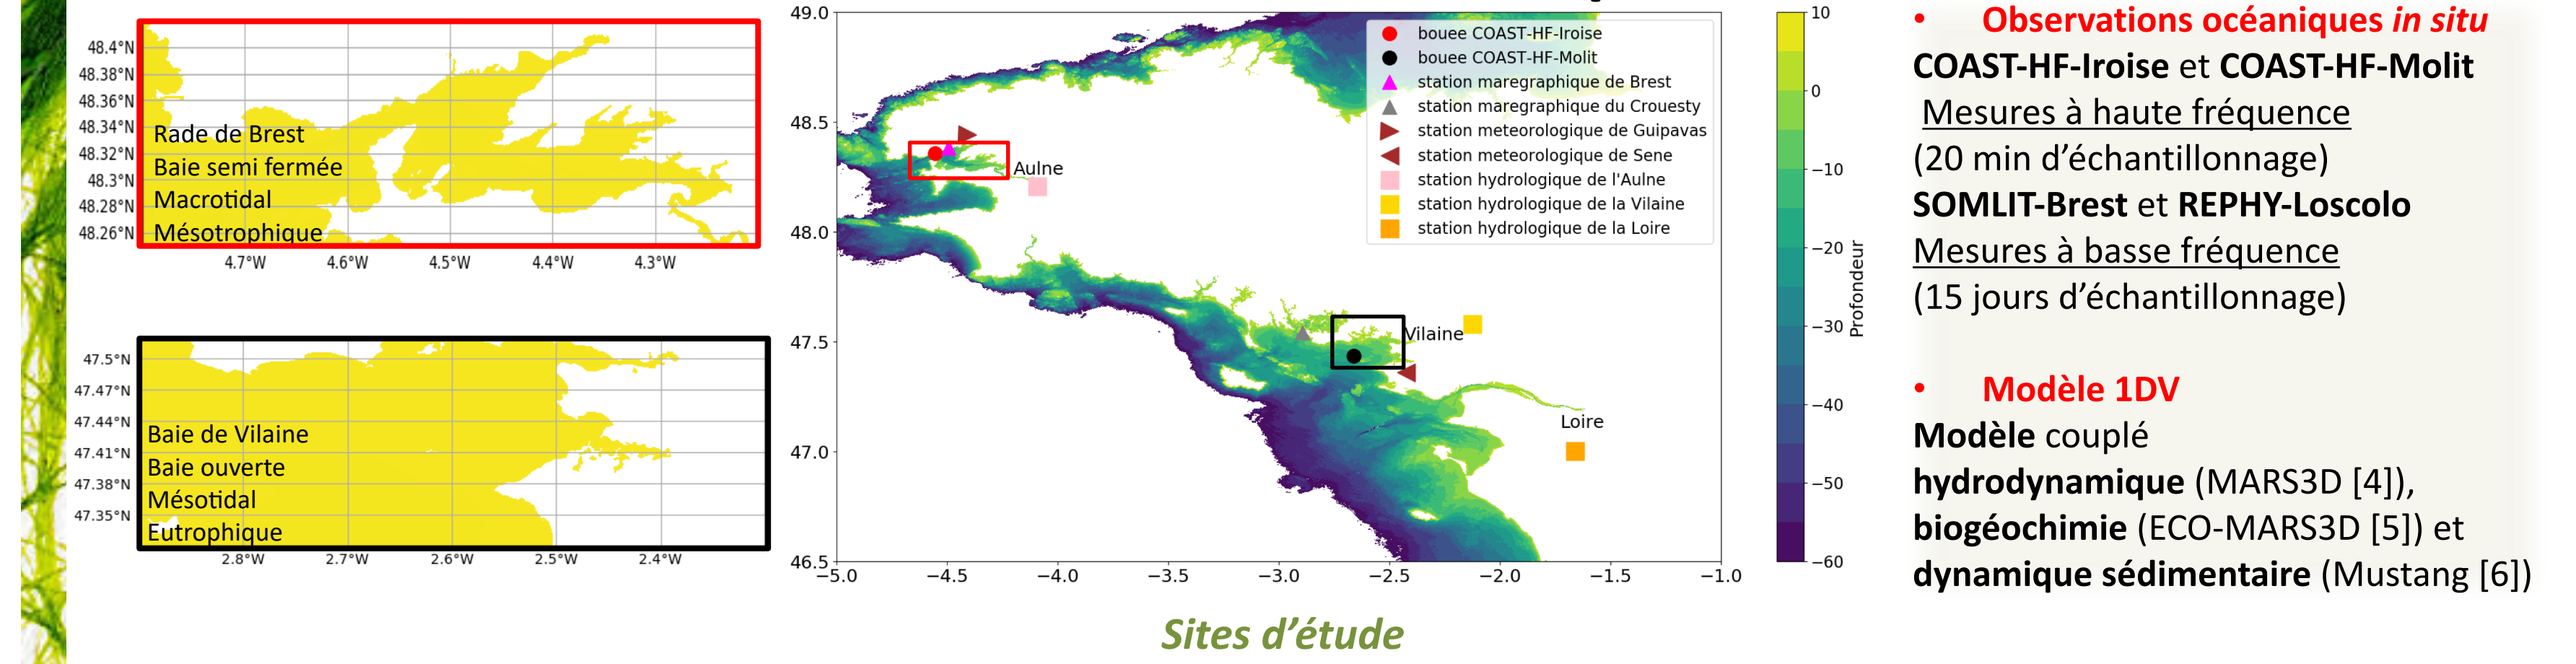 48.4°N
48.38°N
48.36°N
48.34°N
48.32°N
48.3°N
48.28°N
48.26°N
Rade de Brest
Baie semi fermée
Macrotidal
Mésotrophique
4.7°W 4.6°W 4.5°W 4.4°W 4.3°W
47.5°N
47.47°N
47.44°N
47.41°N
47.38°N
47.35°N
Baie de Vilaine
Baie ouverte
Mésotidal
Eutrophique
2.8°W 2.7°W 2.6°W 2.5°W 2.4°W
49.0
48.5
48.0
47.5
47.0
46.5
−5.0 −4.5 −4.0 −3.5 −3.0 −2.5 −2.0 −1.5 −1.0
bouee COAST-HF-Iroise
bouee COAST-HF-Molit
station maregraphique de Brest
station maregraphique du Crouesty
station meteorologique de Guipavas
station meteorologique de Sene
station hydrologique de l'Aulne
station hydrologique de la Vilaine
station hydrologique de la Loire
Aulne
Vilaine
Loire
10
0
−10
−20
−30
−40
−50
−60
Profondeur
Sites d’étude
• Observations océaniques in situ
COAST-HF-Iroise et COAST-HF-Molit
Mesures à haute fréquence
(20 min d’échantillonnage)
SOMLIT-Brest et REPHY-Loscolo
Mesures à basse fréquence
(15 jours d’échantillonnage)
• Modèle 1DV
Modèle couplé
hydrodynamique (MARS3D [4]),
biogéochimie (ECO-MARS3D [5]) et
dynamique sédimentaire (Mustang [6])